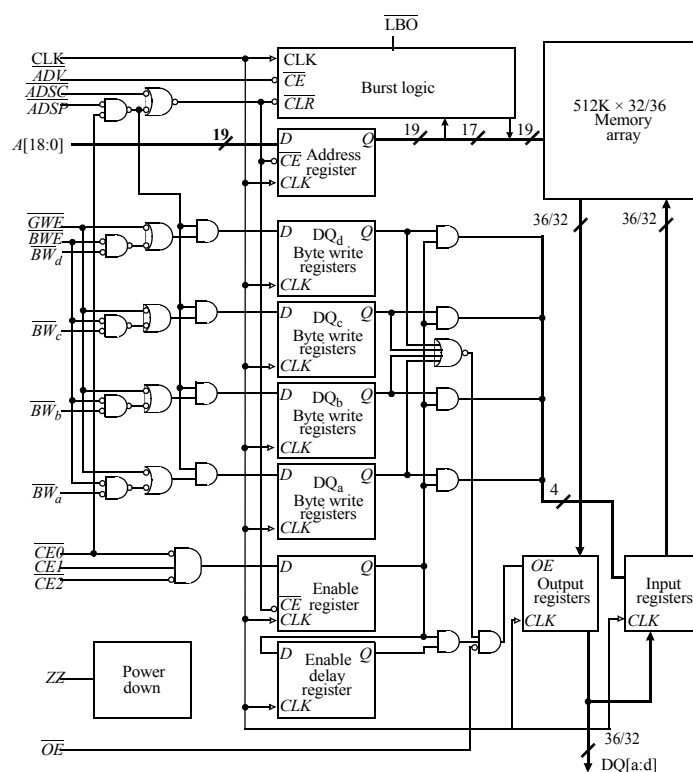 LBO
CLK
ADV
ADSC
ADSP
A[18:0]
19
CLK
CE
CLR
Burst logic
D
Q
CE
Address
register
CLK
19
17
19
512K × 32/36
Memory
array
36/32
36/32
GWE
BWE
BWd
D
DQd
Q
Byte write
registers
CLK
BWc
D
DQc
Q
Byte write
registers
CLK
BWb
D
DQb
Q
Byte write
registers
CLK
BWa
D
DQa
Q
Byte write
registers
CLK
4
CE0
CE1
CE2
D
Q
Enable
register
CE
CLK
OE
Output
registers
CLK
Input
registers
CLK
D
Q
Enable
delay
register
CLK
ZZ
Power
down
OE
36/32
DQ[a:d]